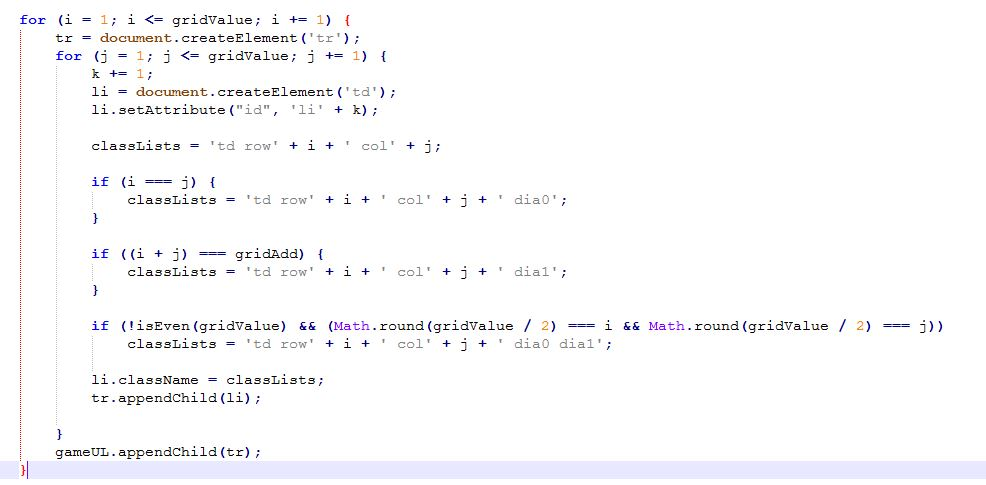 for (i = 1; i <= gridValue; i += 1) {
    tr = document.createElement('tr');
    for (j = 1; j <= gridValue; j += 1) {
        k += 1;
        li = document.createElement('td');
        li.setAttribute("id", 'li' + k);

        classLists = 'td row' + i + ' col' + j;

        if (i === j) {
            classLists = 'td row' + i + ' col' + j + ' dia0';
        }

        if ((i + j) === gridAdd) {
            classLists = 'td row' + i + ' col' + j + ' dia1';
        }

        if (!isEven(gridValue) && (Math.round(gridValue / 2) === i && Math.round(gridValue / 2) === j))
            classLists = 'td row' + i + ' col' + j + ' dia0 dia1';

        li.className = classLists;
        tr.appendChild(li);

    }
    gameUL.appendChild(tr);
}